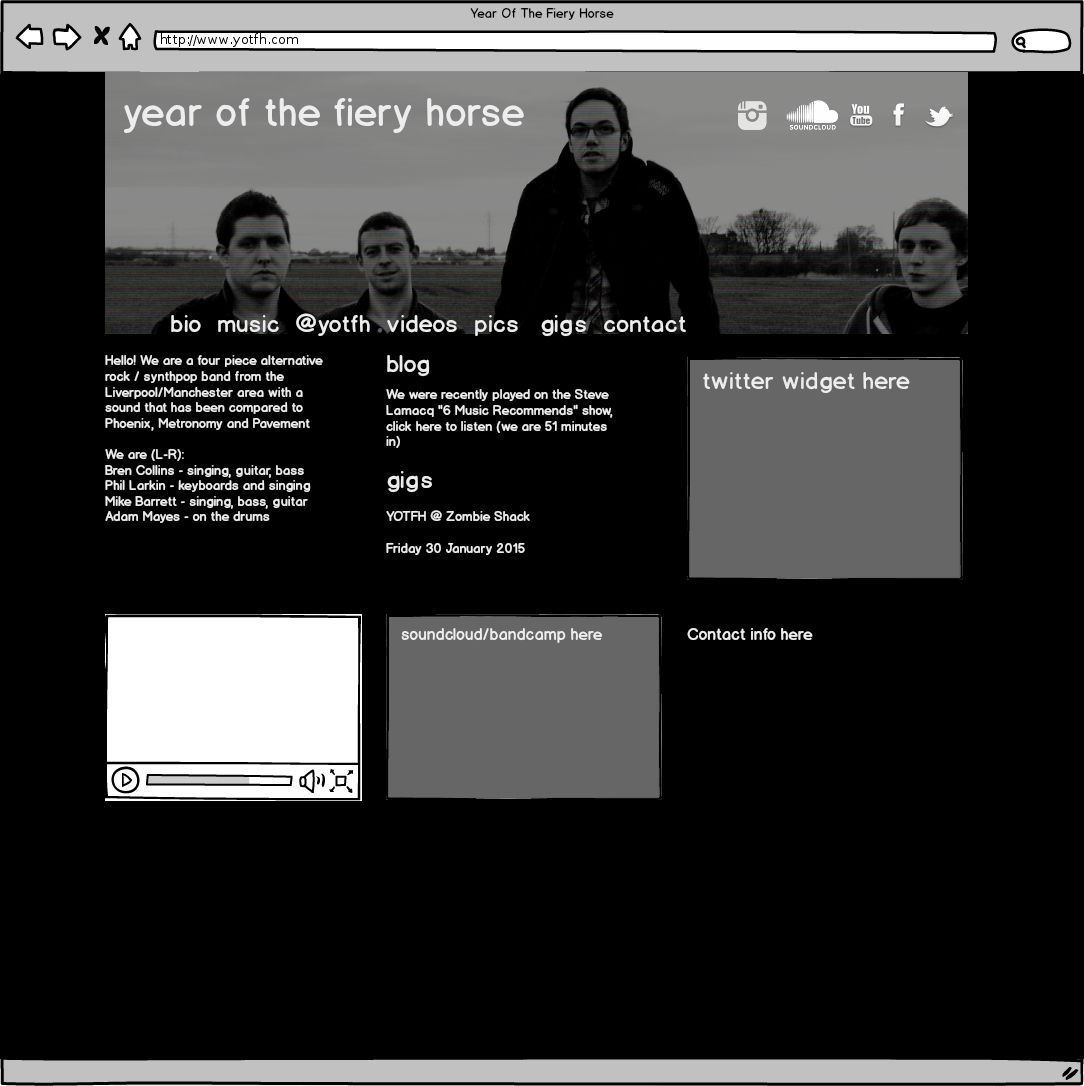 Year Of The Fiery Horse
http://www.yotfh.com
year of the fiery horse
SOUNDCLOUD
You
Tube
bio music @yotfh videos pics gigs contact
Hello! We are a four piece alternative
rock / synthpop band from the
Liverpool/Manchester area with a
sound that has been compared to
Phoenix, Metronomy and Pavement
We are (L-R):
Bren Collins - singing, guitar, bass
Phil Larkin - keyboards and singing
Mike Barrett - singing, bass, guitar
Adam Mayes - on the drums
blog
We were recently played on the Steve
Lamacq "6 Music Recommends" show,
click here to listen (we are 51 minutes
in)
gigs
YOTFH @ Zombie Shack
Friday 30 January 2015
twitter widget here
soundcloud/bandcamp here
Contact info here